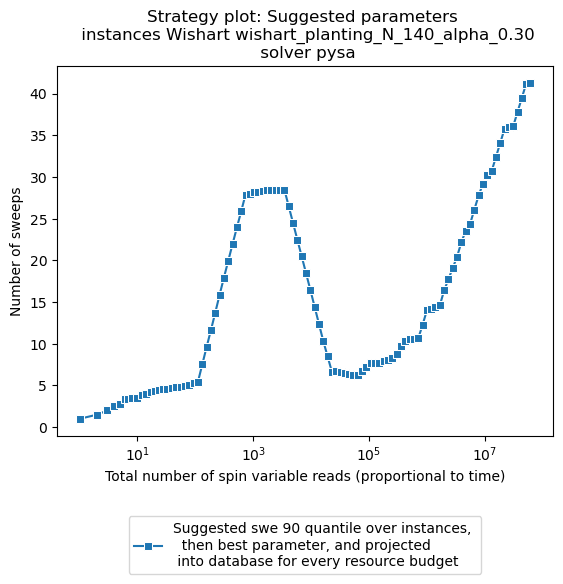 Strategy plot: Suggested parameters
instances Wishart wishart_planting_N_140_alpha_0.30
solver pysa
Number of sweeps
40
35
30
25
20
15
10
5
0
10^1 10^3 10^5 10^7
Total number of spin variable reads (proportional to time)
Suggested swe 90 quantile over instances,
then best parameter, and projected
into database for every resource budget